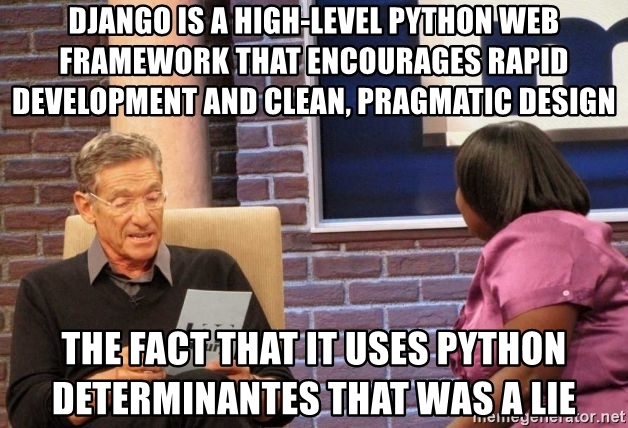 DJANGO IS A HIGH-LEVEL PYTHON WEB
FRAMEWORK THAT ENCOURAGES RAPID
DEVELOPMENT AND CLEAN, PRAGMATIC DESIGN
THE FACT THAT IT USES PYTHON
DETERMINANTES THAT WAS A LIE
memegenerator.net